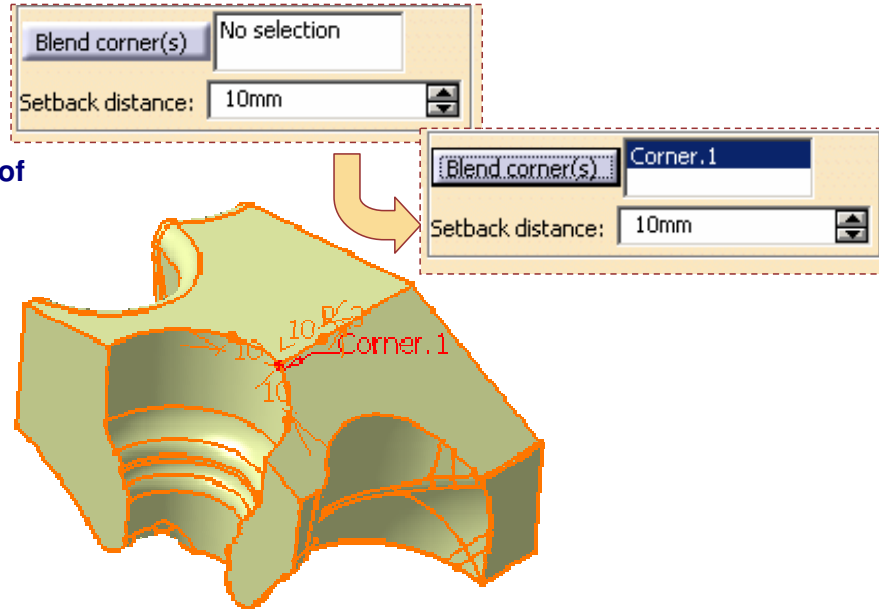 Blend corner(s)
No selection
Setback distance:
10mm
Blend corner(s)
Corner.1
Setback distance:
10mm
of
10
Corner.1
10
10